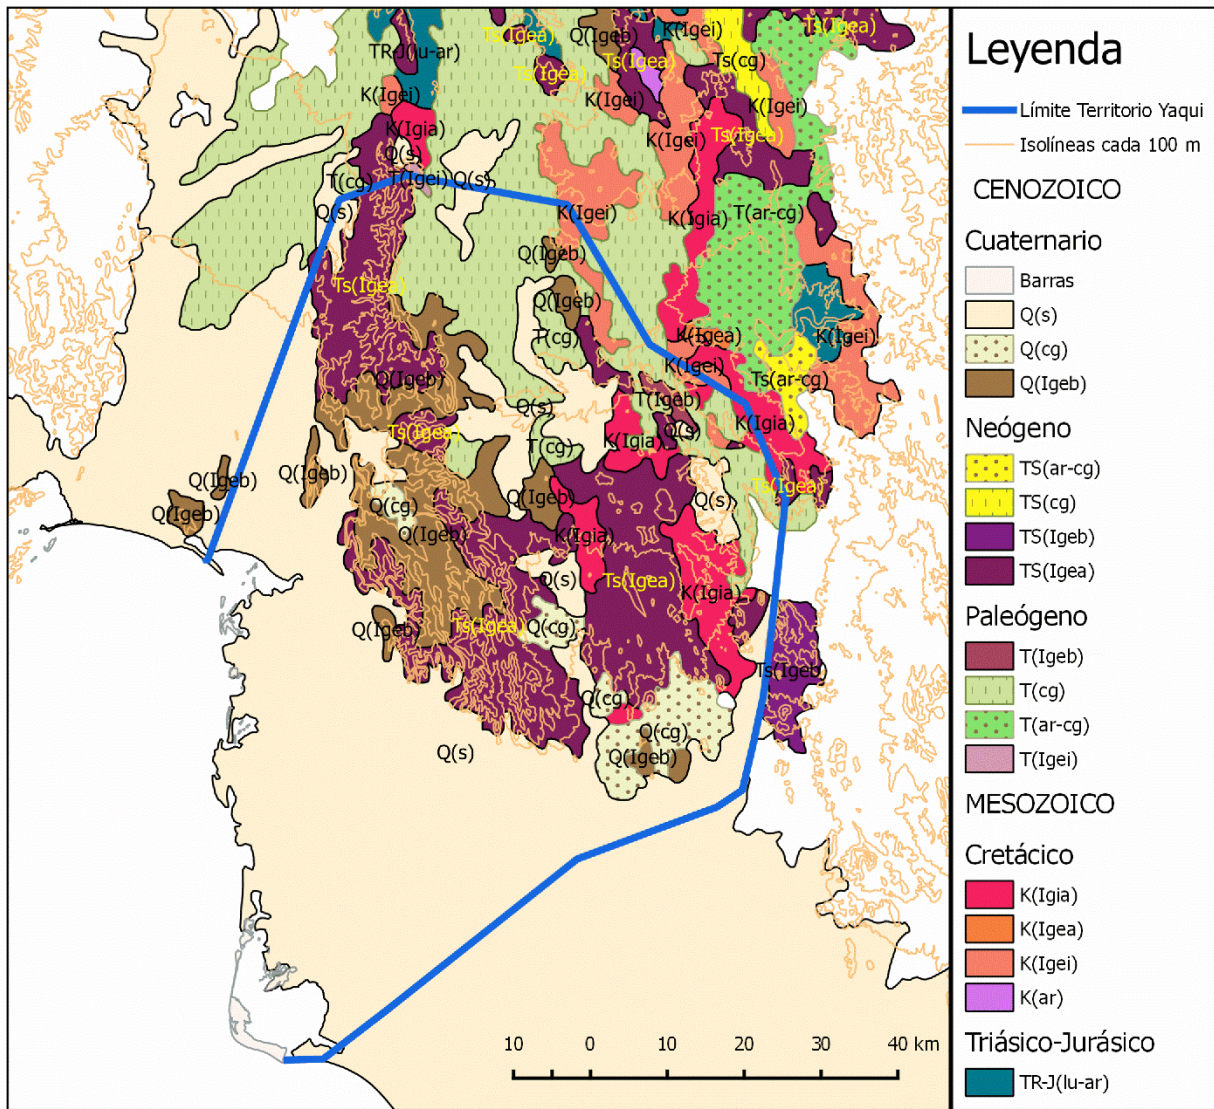 Ts(Igea)
Q(Igeb)
K(Igei)
Ts(Igea)
TR-J(lu-ar)
Ts(Igea)
Ts(cg)
Ts(Igea)
K(Igei)
K(Igei)
K(Igei)
K(Igia)
K(Igei)
Ts(Igea)
Q(s)
T(cg)
T(Igei)
Q(s)
Q(s)
K(Igei)
K(Igia)
T(ar-cg)
Q(Igeb)
Ts(Igea)
Q(Igeb)
T(cg)
K(Igea)
K(Igei)
K(Igei)
Q(Igeb)
Ts(ar-cg)
T(Igeb)
Q(s)
K(Igia)
Ts(Igea)
Q(s)
T(cg)
K(Igia)
Q(Igeb)
Q(Igeb)
Ts(Igea)
Q(Igeb)
Q(s)
Q(cg)
Q(Igeb)
Q(Igeb)
K(Igia)
Q(s)
Ts(Igea)
K(Igia)
Q(Igeb)
Ts(Igea)
Q(cg)
Ts(Igeb)
Q(cg)
Q(cg)
Q(s)
Q(Igeb)
10 0 10 20 30 40 km
Leyenda
Límite Territorio Yaqui
Isolíneas cada 100 m
CENOZOICO
Cuaternario
Barras
Q(s)
Q(cg)
Q(Igeb)
Neógeno
TS(ar-cg)
TS(cg)
TS(Igeb)
TS(Igea)
Paleógeno
T(Igeb)
T(cg)
T(ar-cg)
T(Igei)
MESOZOICO
Cretácico
K(Igia)
K(Igea)
K(Igei)
K(ar)
Triásico-Jurásico
TR-J(lu-ar)